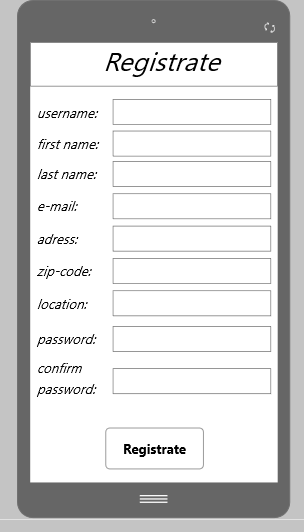 Registrate
username:
first name:
last name:
e-mail:
adress:
zip-code:
location:
password:
confirm
password:
Registrate